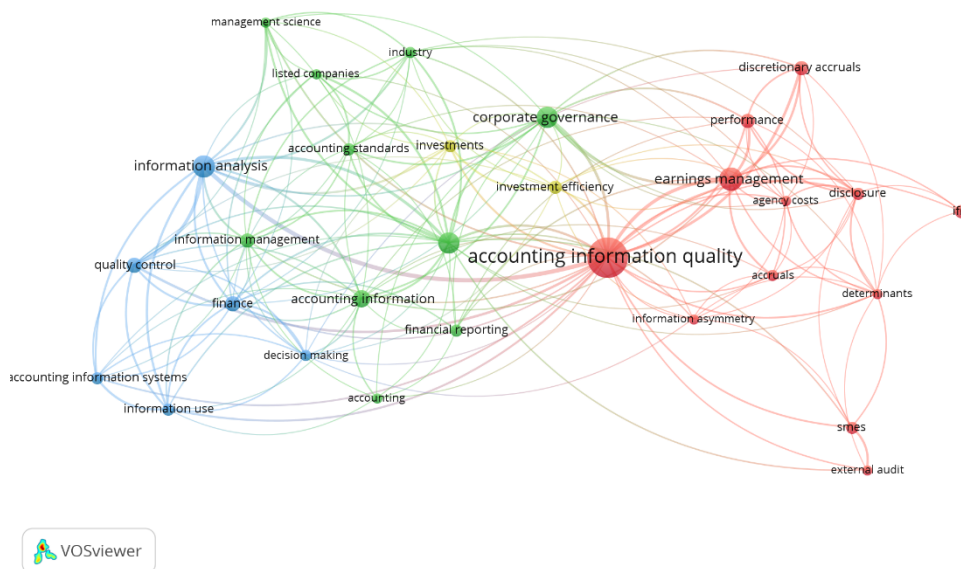 management science
industry
listed companies
discretionary accruals
corporate governance
performance
accounting standards
investments
information analysis
earnings management
investment efficiency
agency costs
disclosure
information management
accounting information quality
quality control
accruals
determinants
finance
accounting information
information asymmetry
financial reporting
decision making
accounting information systems
accounting
information use
smes
external audit
VOSviewer